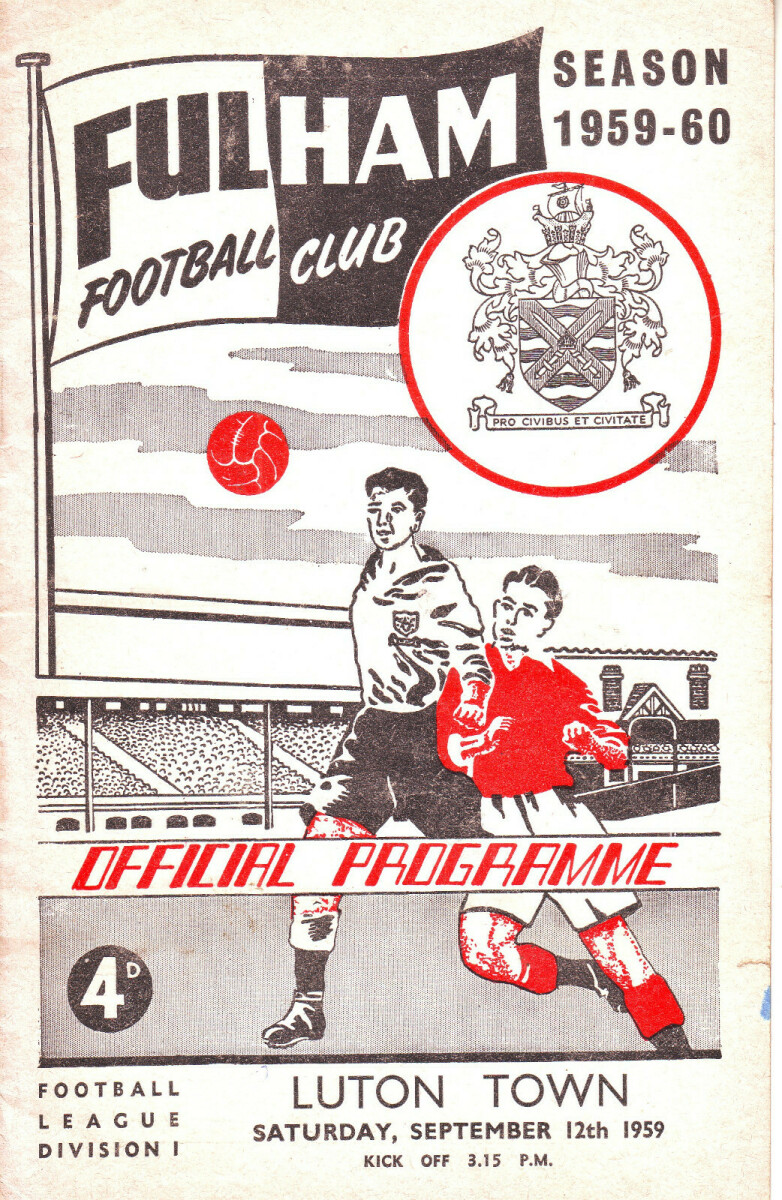 FULHAM
FOOTBALL CLUB
SEASON
1959-60
PRO CIVIBUS ET CIVITATE
OFFICIAL PROGRAMME
4D
FOOTBALL
LEAGUE
DIVISION I
LUTON TOWN
SATURDAY, SEPTEMBER 12th 1959
KICK OFF 3.15 P.M.